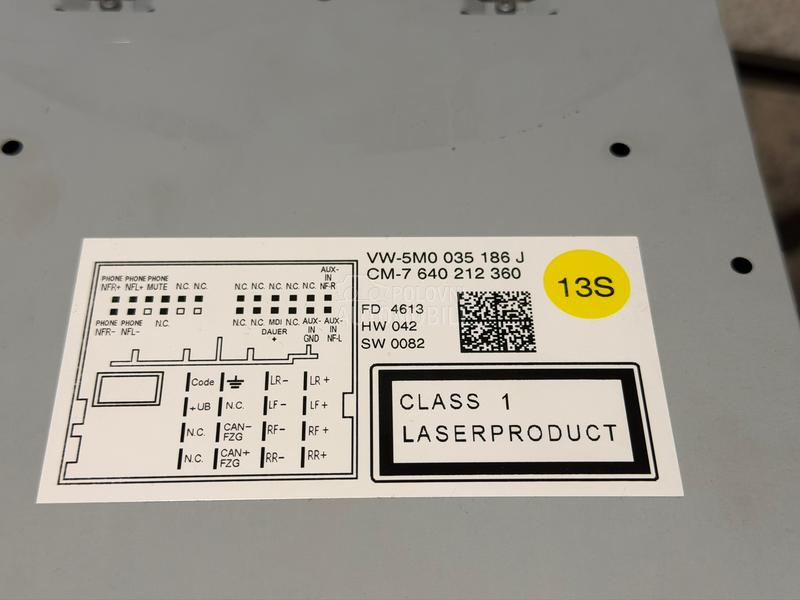 VW-5M0 035 186 J
CM-7 640 212 360
13S
FD 4613
HW 042
SW 0082
PHONE PHONE PHONE
NFR+ NFL+ MUTE N.C. N.C.
N.C. N.C. N.C. N.C. N.C. AUX-IN NF-R
PHONE PHONE
NFR- NFL- N.C.
N.C. N.C. MDI DAUER + N.C. AUX-IN GND AUX-IN NF-L
Code LR- LR+
+UB N.C. LF- LF+
N.C. CAN-FZG RF- RF+
N.C. CAN+FZG RR- RR+
CLASS 1
LASERPRODUCT